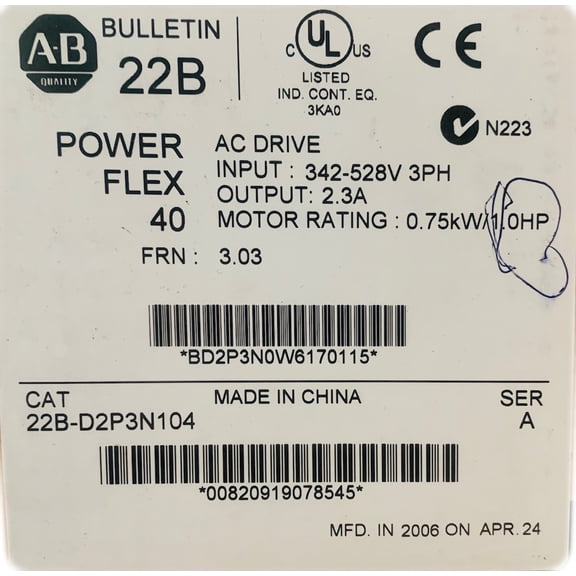 A-B
QUALITY
BULLETIN
22B
C UL US
LISTED
IND. CONT. EQ.
3KA0
CE
N223
POWER
FLEX
40
AC DRIVE
INPUT : 342-528V 3PH
OUTPUT: 2.3A
MOTOR RATING : 0.75kW/1.0HP
FRN : 3.03
*BD2P3N0W6170115*
CAT
MADE IN CHINA
SER
22B-D2P3N104
A
*00820919078545*
MFD. IN 2006 ON APR. 24